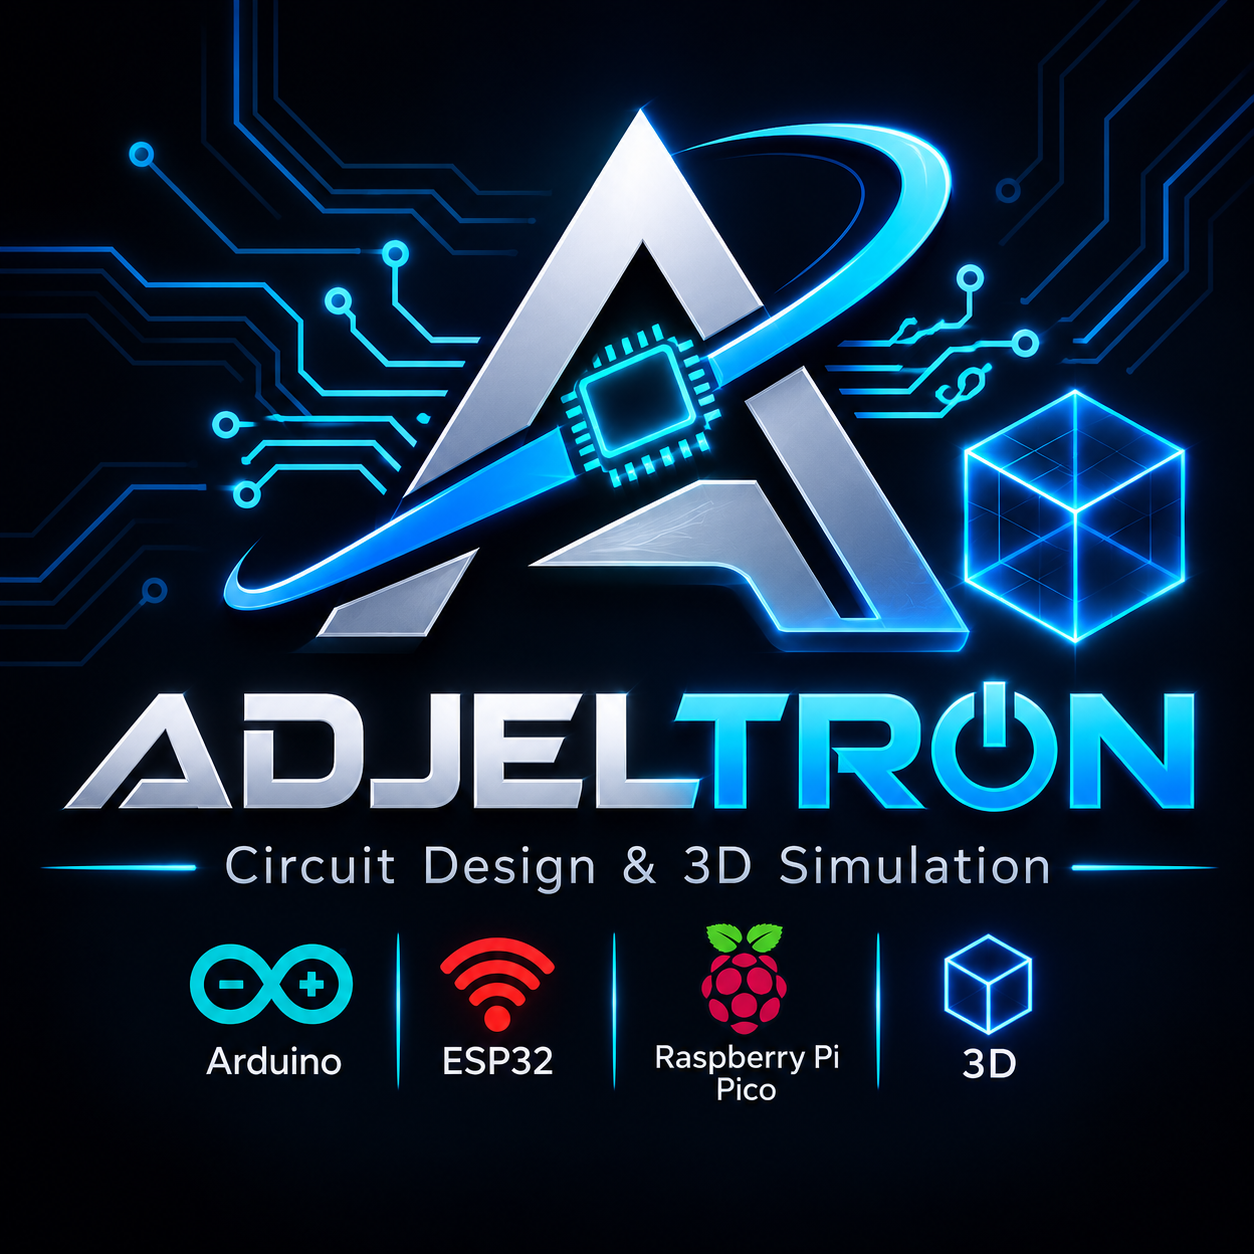 ADJELTRON
Circuit Design & 3D Simulation
Arduino
ESP32
Raspberry Pi
Pico
3D